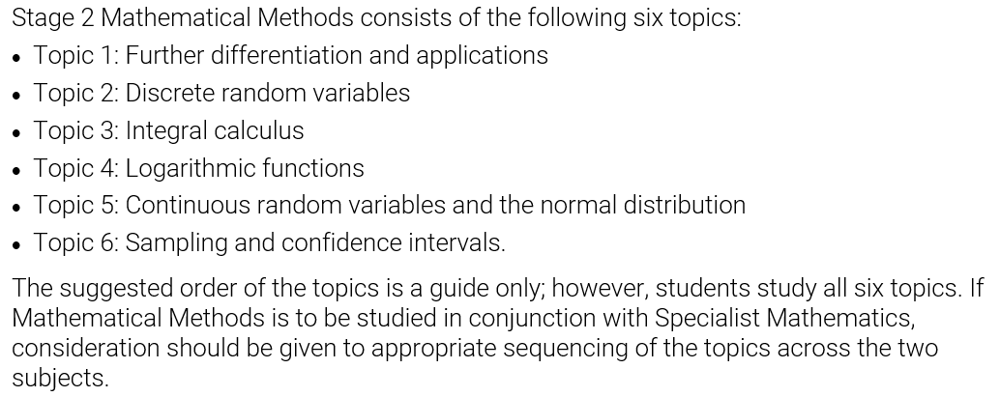 Stage 2 Mathematical Methods consists of the following six topics:
• Topic 1: Further differentiation and applications
• Topic 2: Discrete random variables
• Topic 3: Integral calculus
• Topic 4: Logarithmic functions
• Topic 5: Continuous random variables and the normal distribution
• Topic 6: Sampling and confidence intervals.
The suggested order of the topics is a guide only; however, students study all six topics. If
Mathematical Methods is to be studied in conjunction with Specialist Mathematics,
consideration should be given to appropriate sequencing of the topics across the two
subjects.